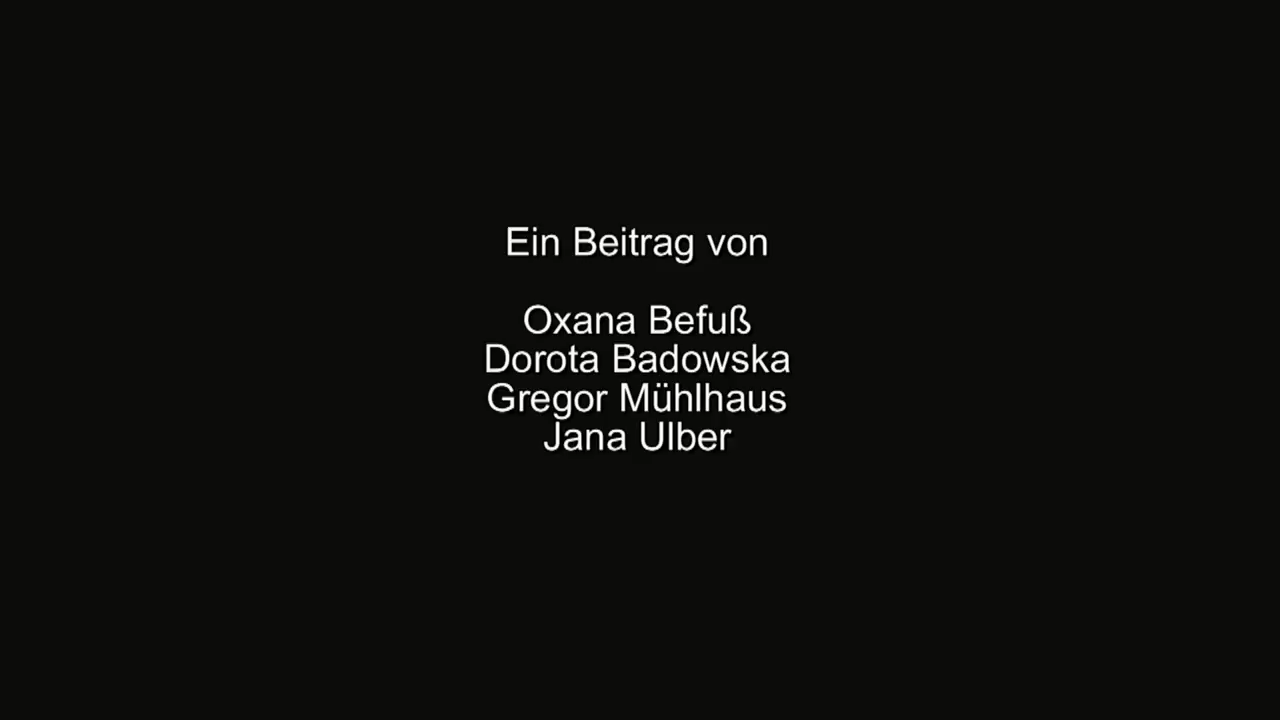 Ein Beitrag von
Oxana Befuß
Dorota Badowska
Gregor Mühlhaus
Jana Ulber